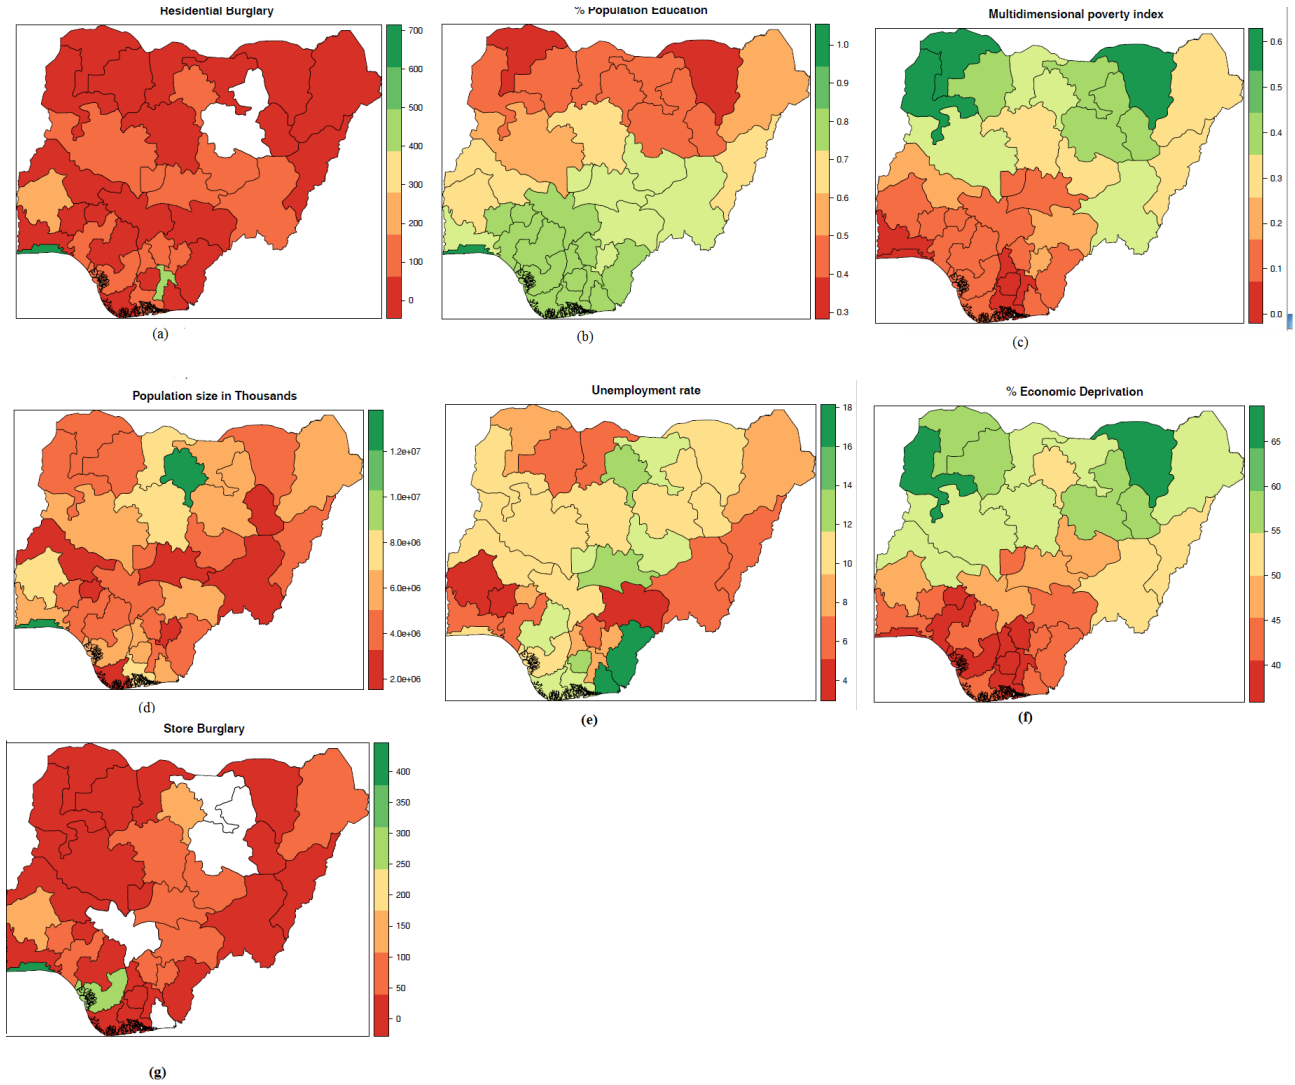 Residential Burglary
% Population Education
Multidimensional poverty index
700
600
500
400
300
200
100
0
1.0
0.9
0.8
0.7
0.6
0.5
0.4
0.3
0.6
0.5
0.4
0.3
0.2
0.1
0.0
(a)
(b)
(c)
Population size in Thousands
Unemployment rate
% Economic Deprivation
1.2e+07
1.0e+07
8.0e+06
6.0e+06
4.0e+06
2.0e+06
18
16
14
12
10
8
6
4
65
60
55
50
45
40
(d)
(e)
(f)
Store Burglary
400
350
300
250
200
150
100
50
0
(g)